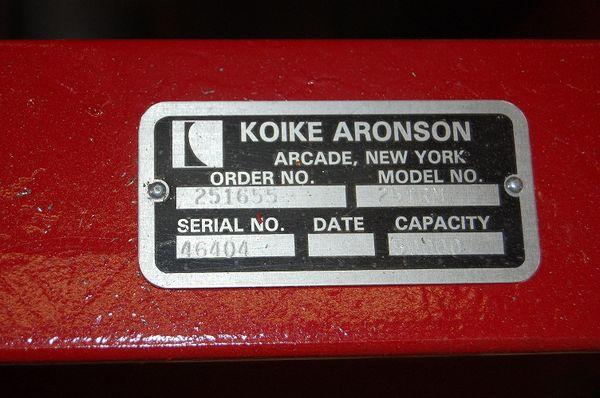 KOIKE ARONSON
ARCADE, NEW YORK
ORDER NO. MODEL NO.
251655
SERIAL NO. DATE CAPACITY
46404